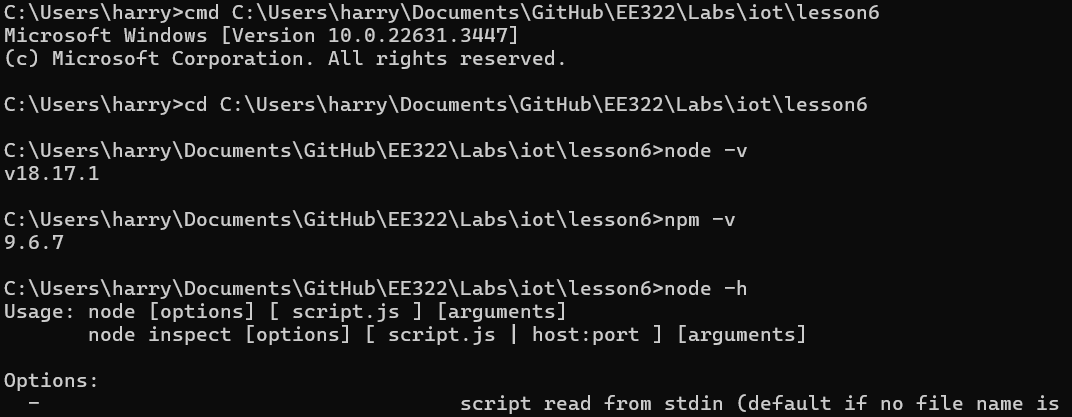 C:\Users\harry>cmd C:\Users\harry\Documents\GitHub\EE322\Labs\iot\lesson6
Microsoft Windows [Version 10.0.22631.3447]
(c) Microsoft Corporation. All rights reserved.
C:\Users\harry>cd C:\Users\harry\Documents\GitHub\EE322\Labs\iot\lesson6
C:\Users\harry\Documents\GitHub\EE322\Labs\iot\lesson6>node -v
v18.17.1
C:\Users\harry\Documents\GitHub\EE322\Labs\iot\lesson6>npm -v
9.6.7
C:\Users\harry\Documents\GitHub\EE322\Labs\iot\lesson6>node -h
Usage: node [options] [ script.js ] [arguments]
       node inspect [options] [ script.js | host:port ] [arguments]
Options:
  -                                   script read from stdin (default if no file name is